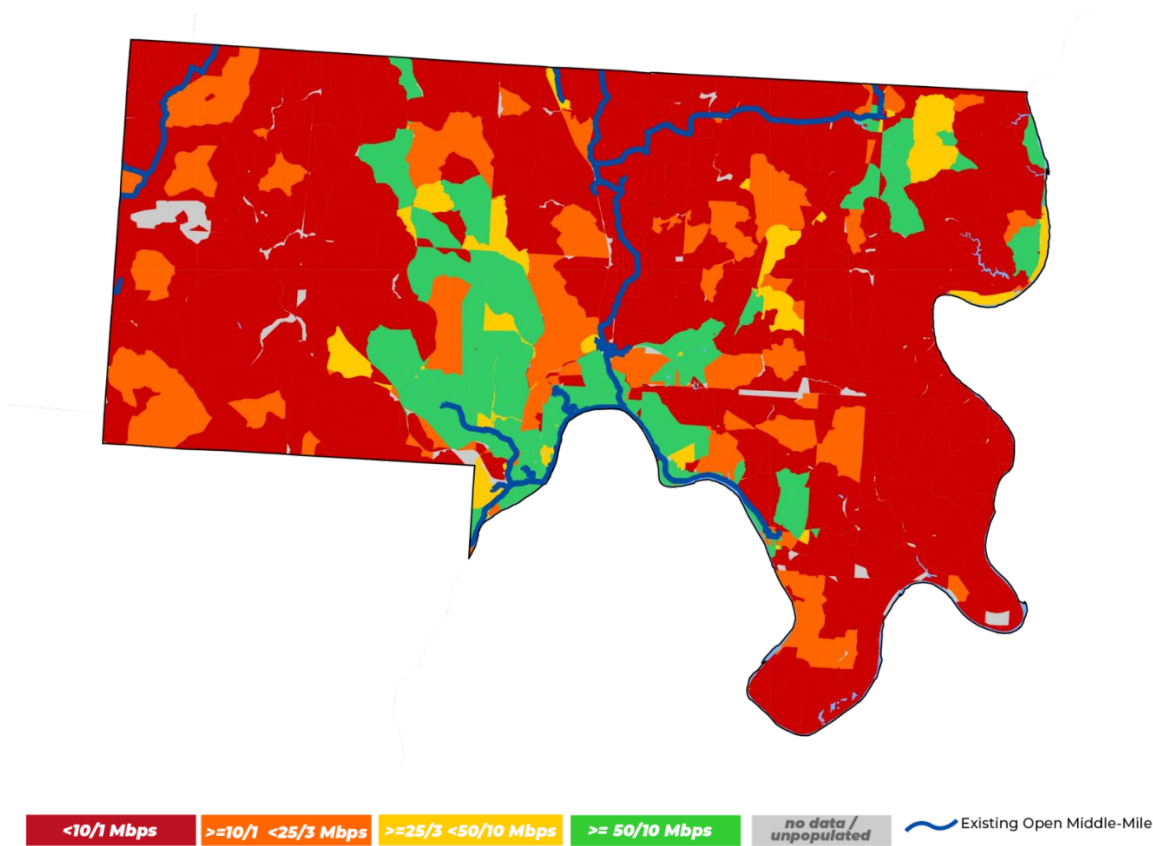 <10/1 Mbps
>=10/1 <25/3 Mbps
>=25/3 <50/10 Mbps
>= 50/10 Mbps
no data /
unpopulated
Existing Open Middle-Mile